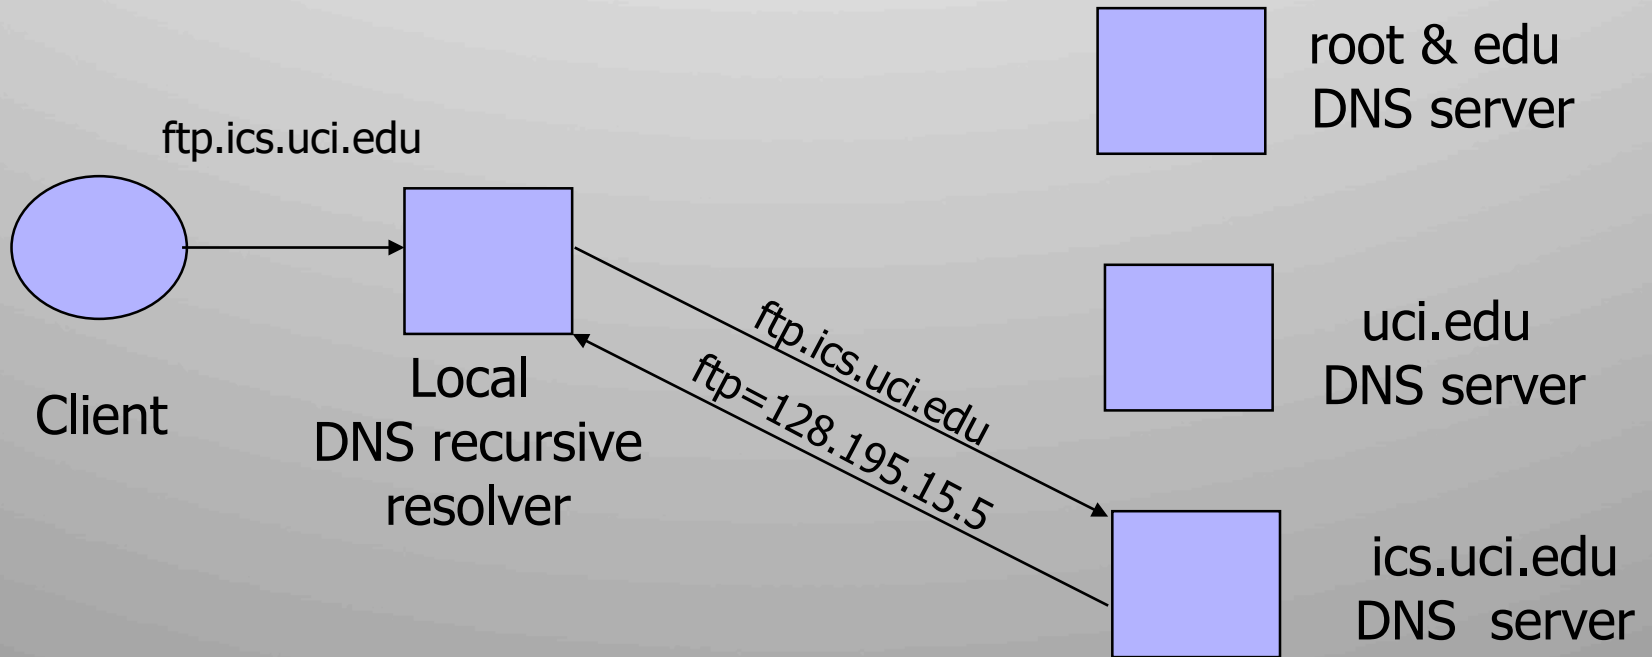 root & edu
DNS server
ftp.ics.uci.edu
Client
Local
DNS recursive
resolver
ftp.ics.uci.edu
ftp=128.195.15.5
uci.edu
DNS server
ics.uci.edu
DNS server